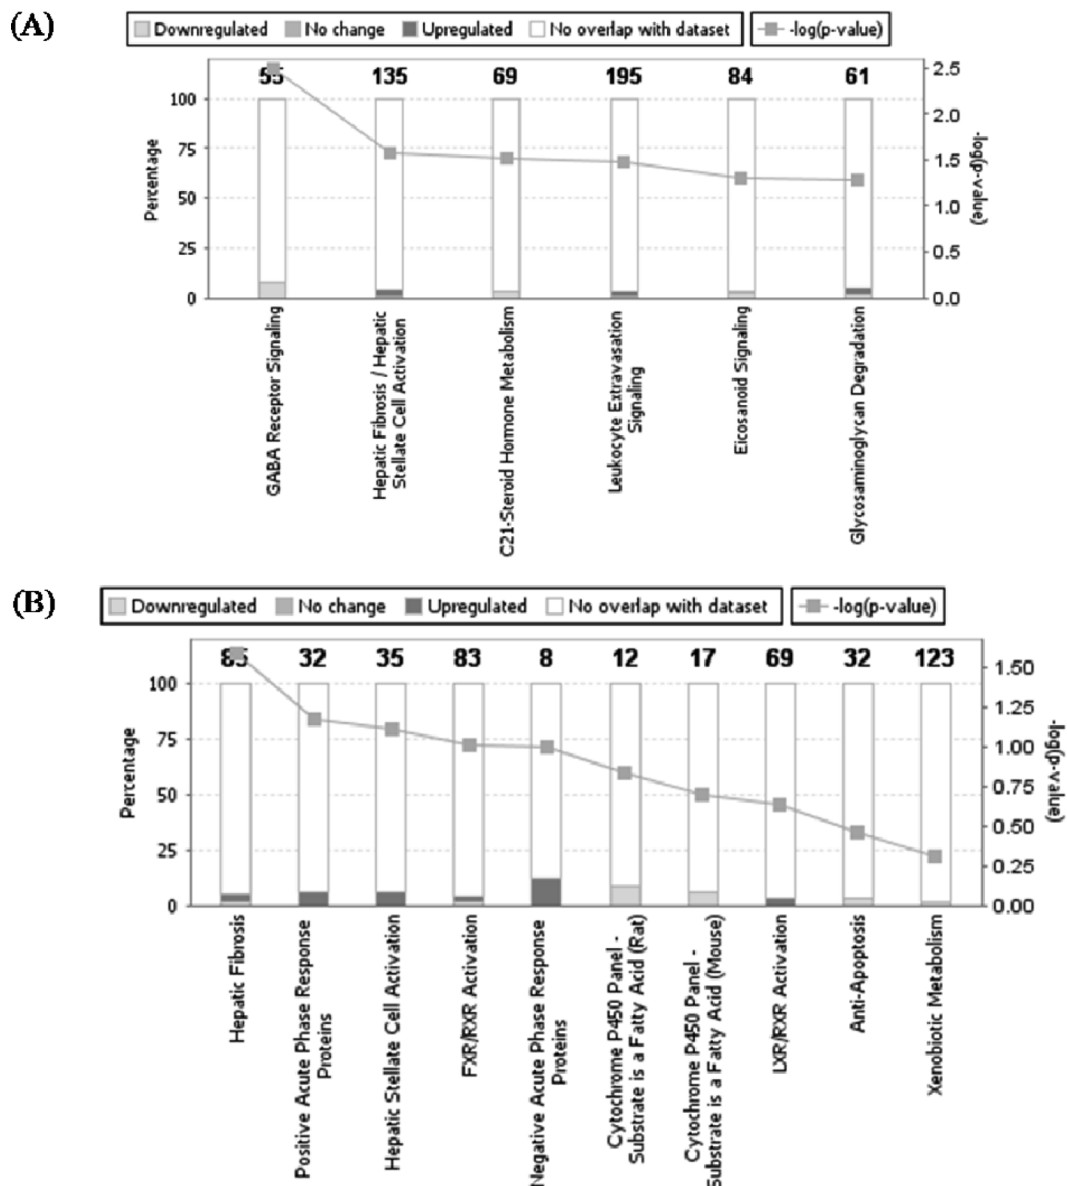 (A)
Downregulated No change Upregulated No overlap with dataset -log(p-value)
55 135 69 195 84 61
100
75
50
25
0
Percentage
2.5
2.0
1.5
1.0
0.5
0.0
-log(p-value)
GABA Receptor Signaling
Hepatic Fibrosis / Hepatic
Stellate Cell Activation
C21-Steroid Hormone Metabolism
Leukocyte Extravasation
Signaling
Eicosanoid Signaling
Glycosaminoglycan Degradation
(B)
Downregulated No change Upregulated No overlap with dataset -log(p-value)
85 32 35 83 8 12 17 69 32 123
100
75
50
25
0
Percentage
1.50
1.25
1.00
0.75
0.50
0.25
0.00
-log(p-value)
Hepatic Fibrosis
Positive Acute Phase Response
Proteins
Hepatic Stellate Cell Activation
FXR/RXR Activation
Negative Acute Phase Response
Proteins
Cytochrome P450 Panel -
Substrate is a Fatty Acid (Rat)
Cytochrome P450 Panel -
Substrate is a Fatty Acid (Mouse)
LXR/RXR Activation
Anti-Apoptosis
Xenobiotic Metabolism